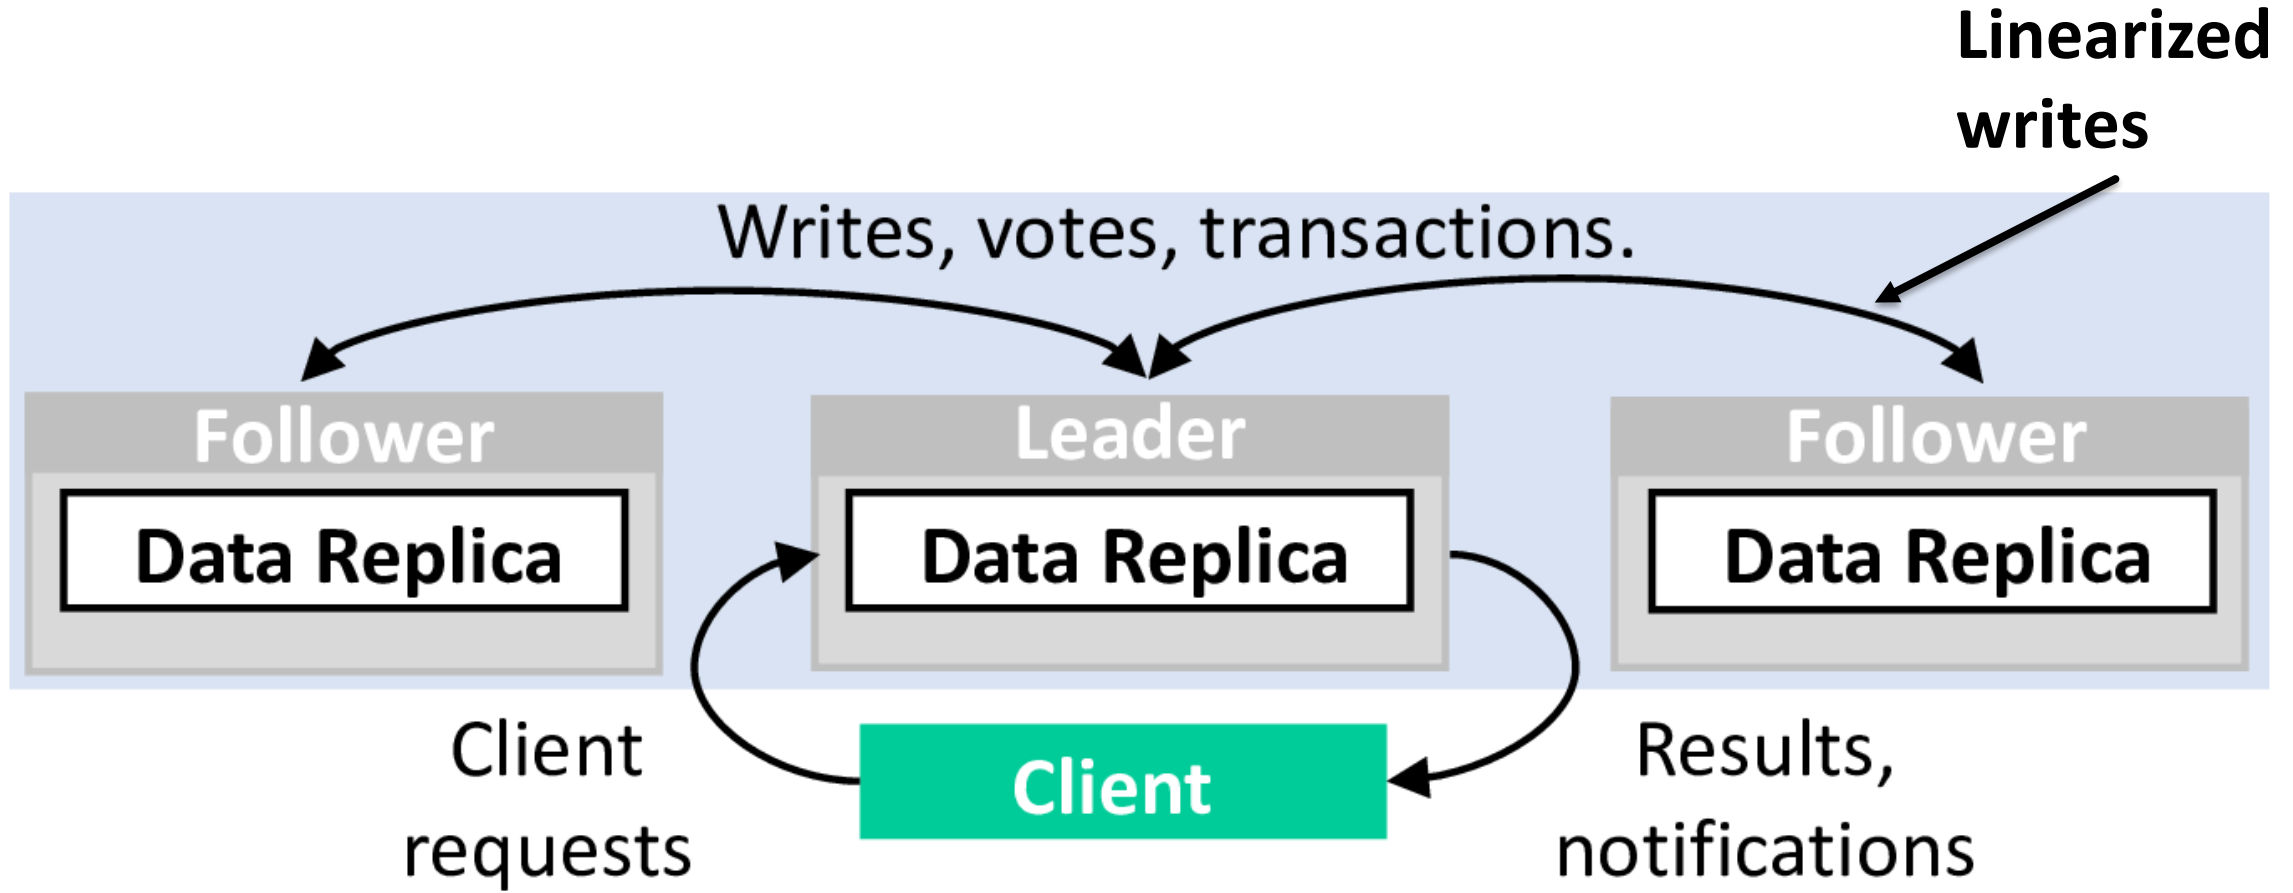 Linearized
writes
Writes, votes, transactions.
Follower
Leader
Follower
Data Replica
Data Replica
Data Replica
Client
requests
Client
Results,
notifications